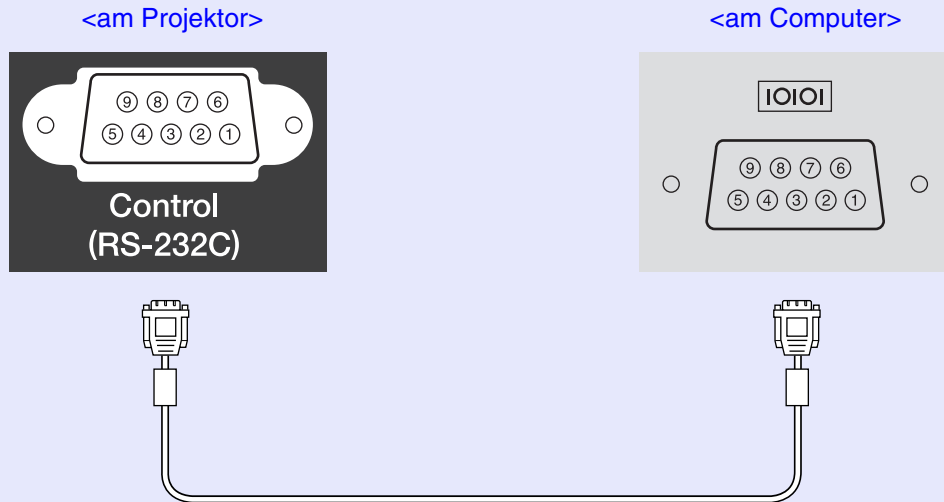 <am Projektor>
<am Computer>
IOIOI
⑨ ⑧ ⑦ ⑥
⑤ ④ ③ ② ①
Control
(RS-232C)
⑨ ⑧ ⑦ ⑥
⑤ ④ ③ ② ①